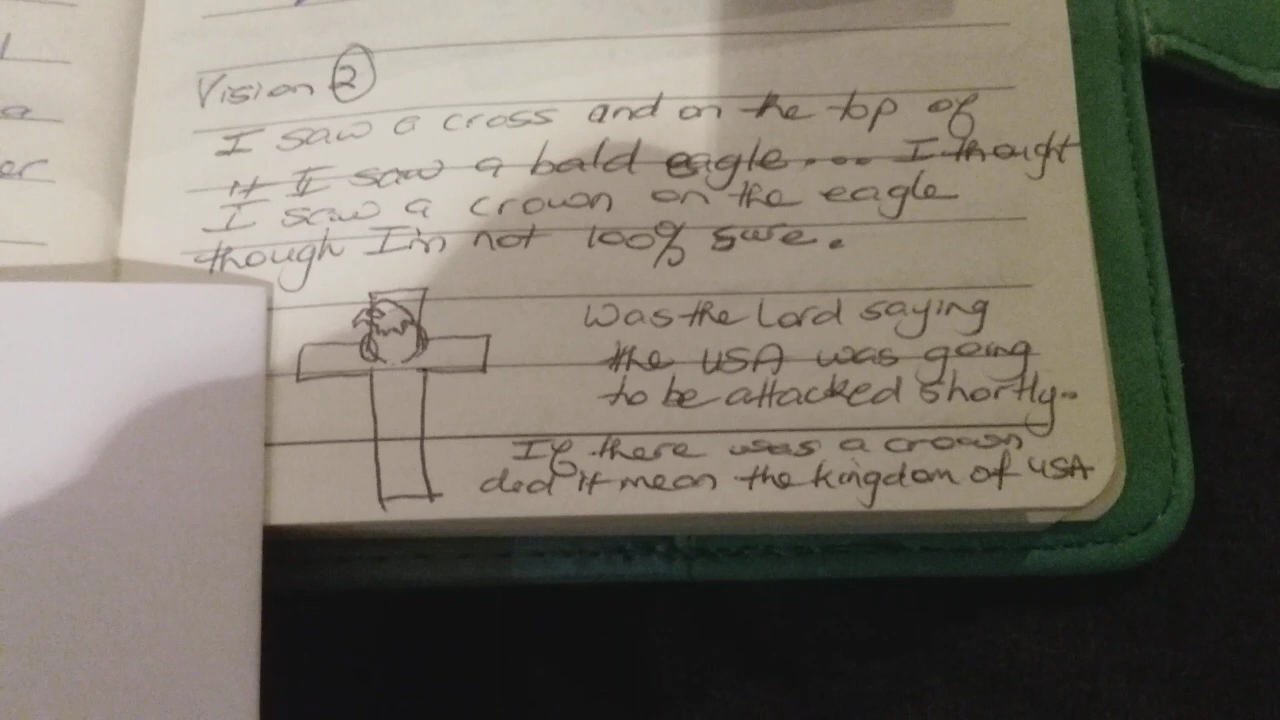 Vision 2
I saw a cross and on the top of
it I saw a bald eagle.... I thought
I saw a crown on the eagle
though I'm not 100% sure.
Was the Lord saying
the USA was going
to be attacked shortly.
If there was a crown
did it mean the kingdom of USA
a
er